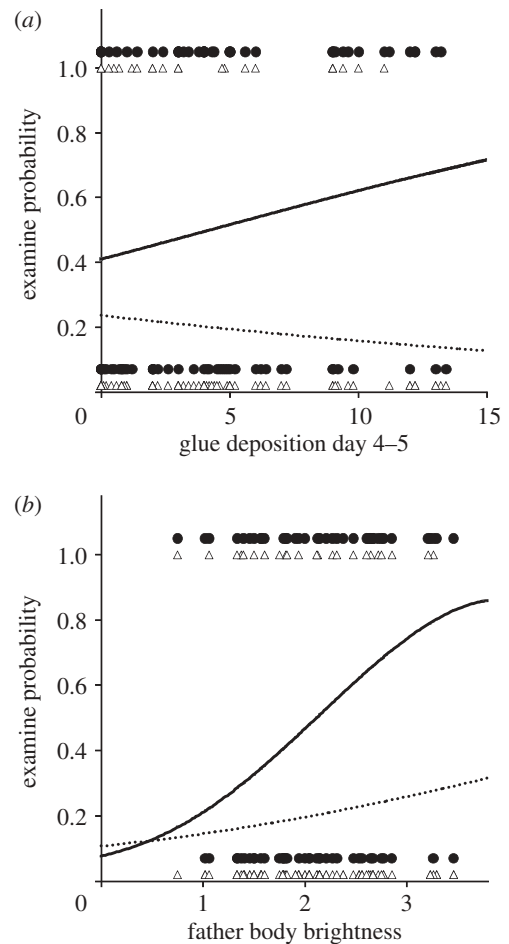 (a)
1.0
0.8
0.6
0.4
0.2
examine probability
0 5 10 15
glue deposition day 4–5
(b)
1.0
0.8
0.6
0.4
0.2
examine probability
0 1 2 3
father body brightness